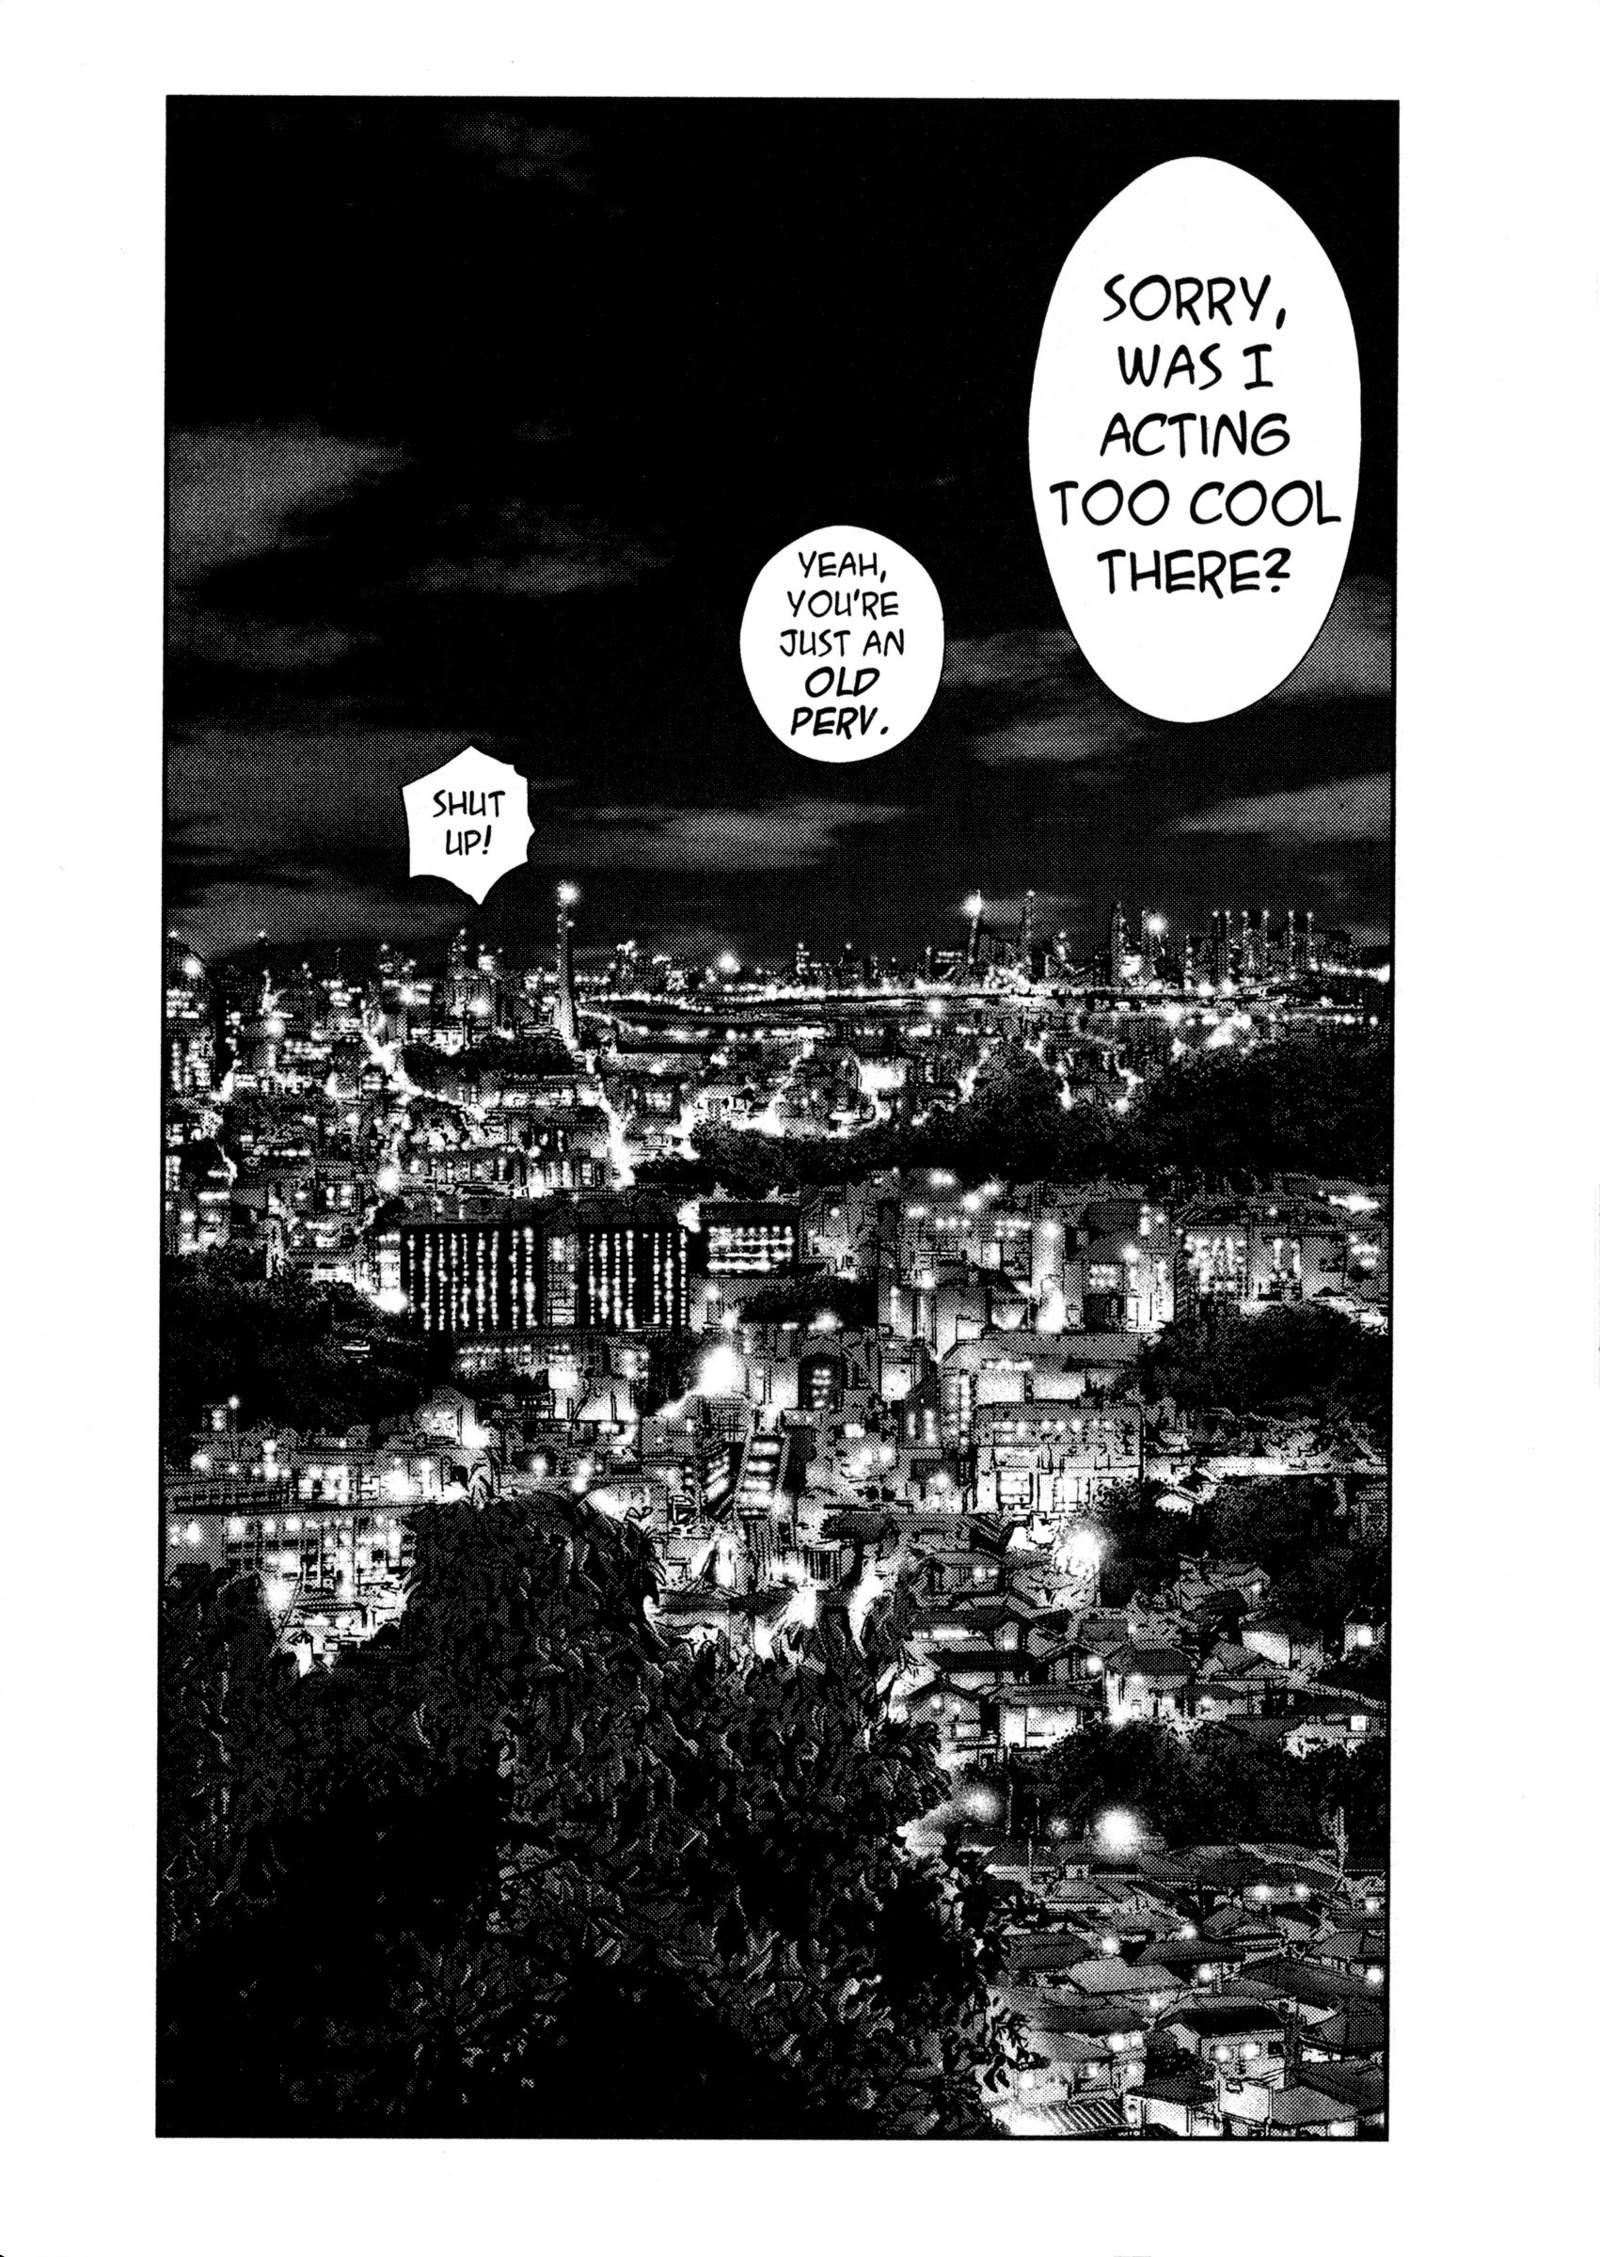 SORRY,
WAS I
ACTING
TOO COOL
THERE?
YEAH,
YOU'RE
JUST AN
OLD
PERV.
SHUT
UP!